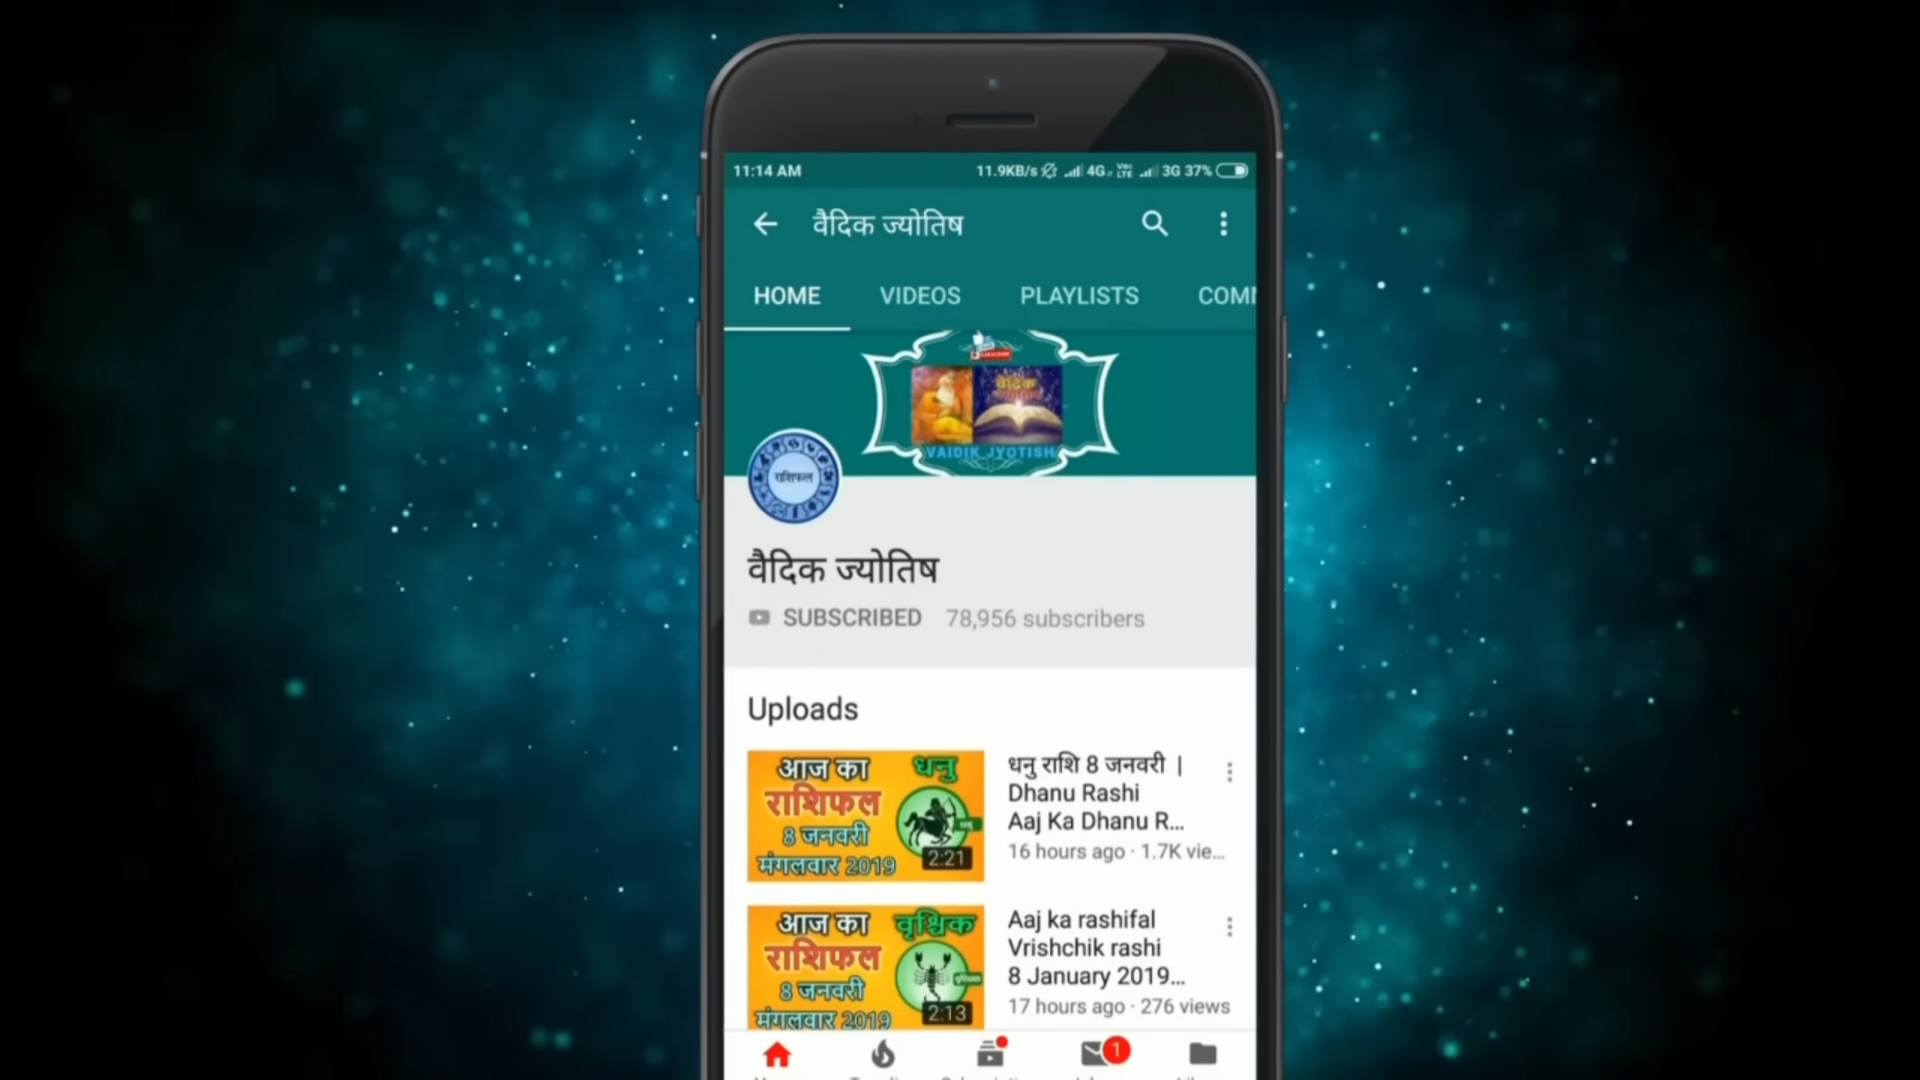 11:14 AM 11.9KB/s 4G VoLTE 3G 37%
वैदिक ज्योतिष
HOME VIDEOS PLAYLISTS COMM
वैदिक
VAIDIK JYOTISH
राशिफल
वैदिक ज्योतिष
SUBSCRIBED 78,956 subscribers
Uploads
आज का धनु
राशिफल
8 जनवरी
मंगलवार 2019
2:21
धनु राशि 8 जनवरी |
Dhanu Rashi
Aaj Ka Dhanu R...
16 hours ago · 1.7K vie...
आज का वृश्चिक
राशिफल
8 जनवरी
मंगलवार 2019
2:13
Aaj ka rashifal
Vrishchik rashi
8 January 2019...
17 hours ago · 276 views
1